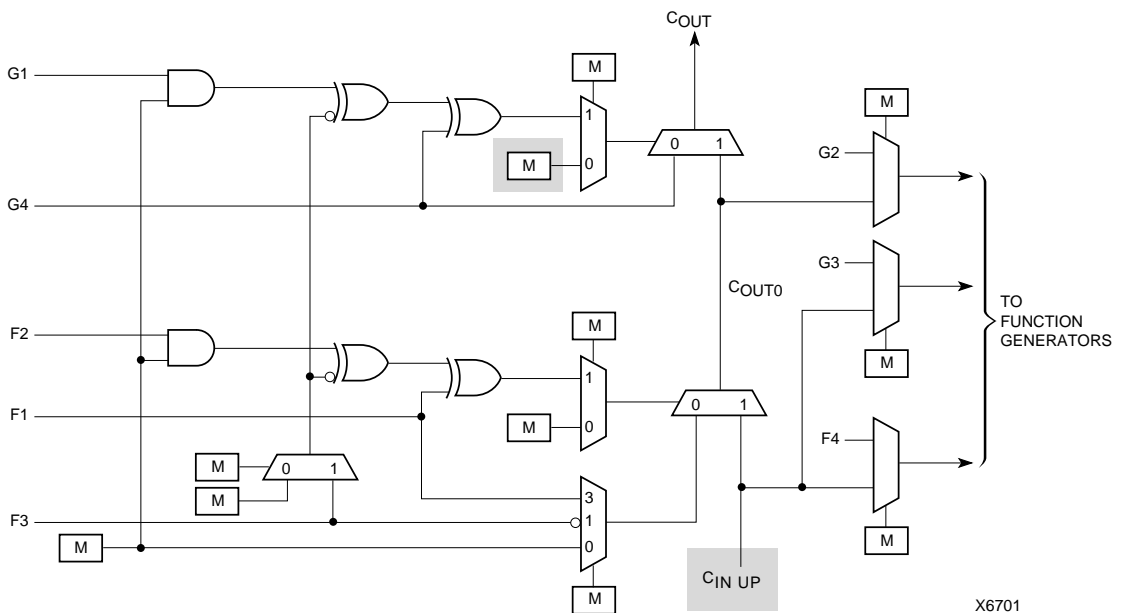 COUT
G1
M
M
1
0
1
G2
M
0
G4
G3
COUT0
TO
FUNCTION
GENERATORS
M
F2
M
1
0
1
F1
M
0
F4
M
0
1
M
3
F3
1
M
0
M
CIN UP
M
X6701